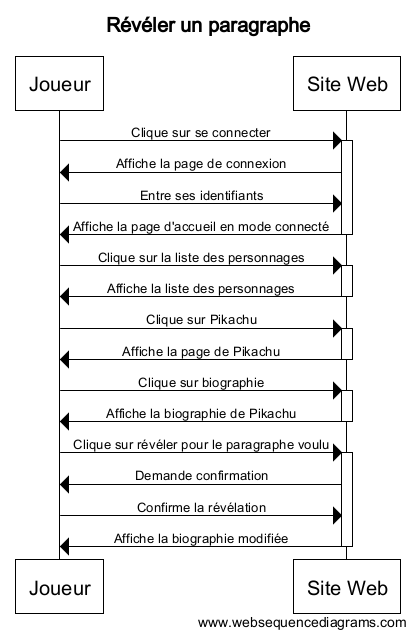 Révéler un paragraphe
Joueur
Site Web
Clique sur se connecter
Affiche la page de connexion
Entre ses identifiants
Affiche la page d'accueil en mode connecté
Clique sur la liste des personnages
Affiche la liste des personnages
Clique sur Pikachu
Affiche la page de Pikachu
Clique sur biographie
Affiche la biographie de Pikachu
Clique sur révéler pour le paragraphe voulu
Demande confirmation
Confirme la révélation
Affiche la biographie modifiée
Joueur
Site Web
www.websequencediagrams.com